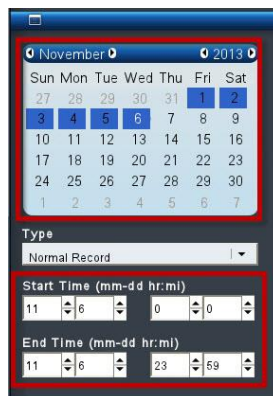 November 2013
Sun Mon Tue Wed Thu Fri Sat
27 28 29 30 31 1 2
3 4 5 6 7 8 9
10 11 12 13 14 15 16
17 18 19 20 21 22 23
24 25 26 27 28 29 30
1 2 3 4 5 6 7
Type
Normal Record
Start Time (mm-dd hr:mi)
11 6 0 0
End Time (mm-dd hr:mi)
11 6 23 59